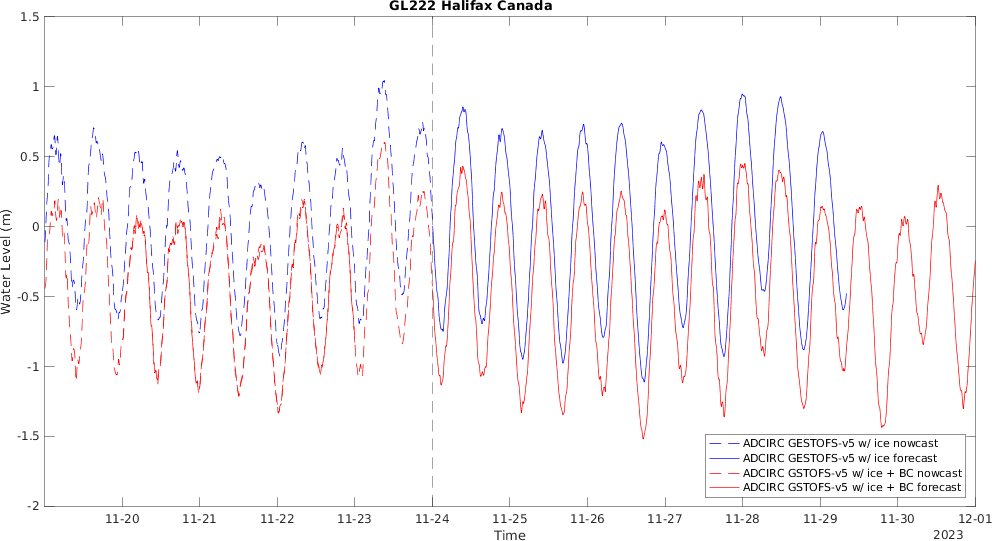 GL222 Halifax Canada
1.5
1
0.5
0
-0.5
-1
-1.5
-2
Water Level (m)
ADCIRC GESTOFS-v5 w/ ice nowcast
ADCIRC GESTOFS-v5 w/ ice forecast
ADCIRC GSTOFS-v5 w/ ice + BC nowcast
ADCIRC GSTOFS-v5 w/ ice + BC forecast
11-20 11-21 11-22 11-23 11-24 11-25 11-26 11-27 11-28 11-29 11-30 12-01
Time
2023